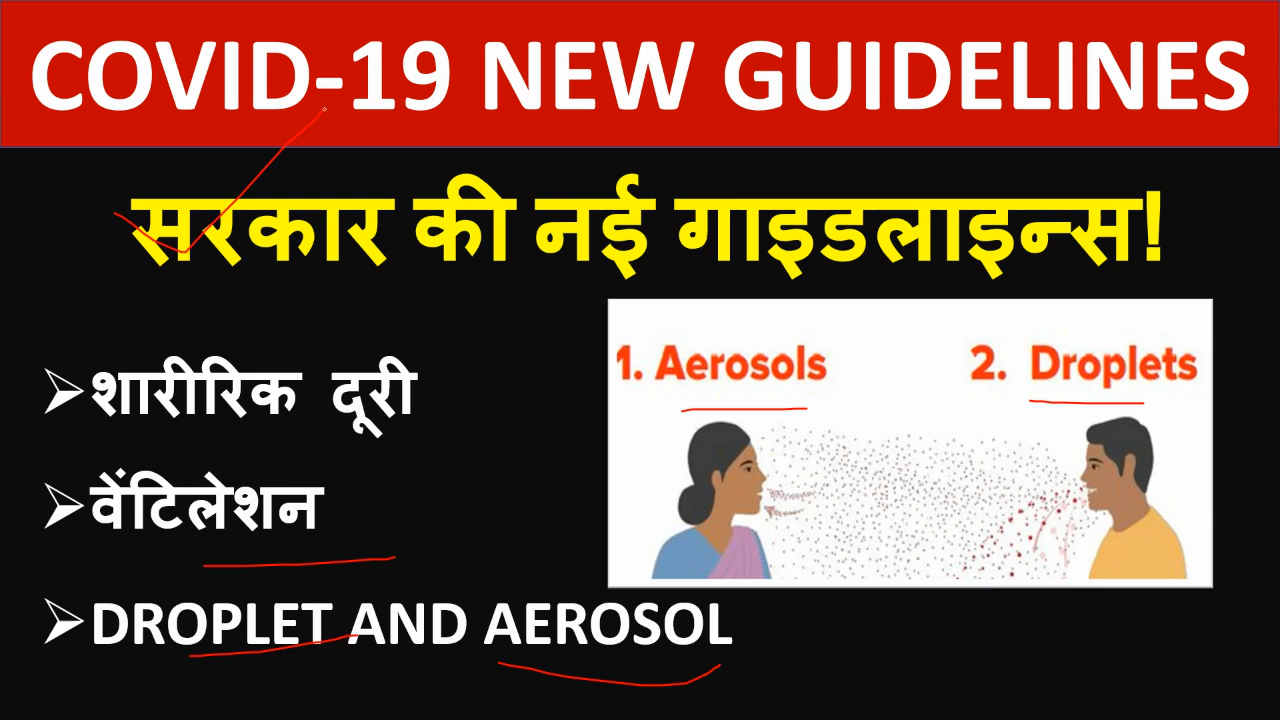 COVID-19 NEW GUIDELINES
सरकार की नई गाइडलाइन्स!
शारीरिक दूरी
वेंटिलेशन
DROPLET AND AEROSOL
1. Aerosols
2. Droplets